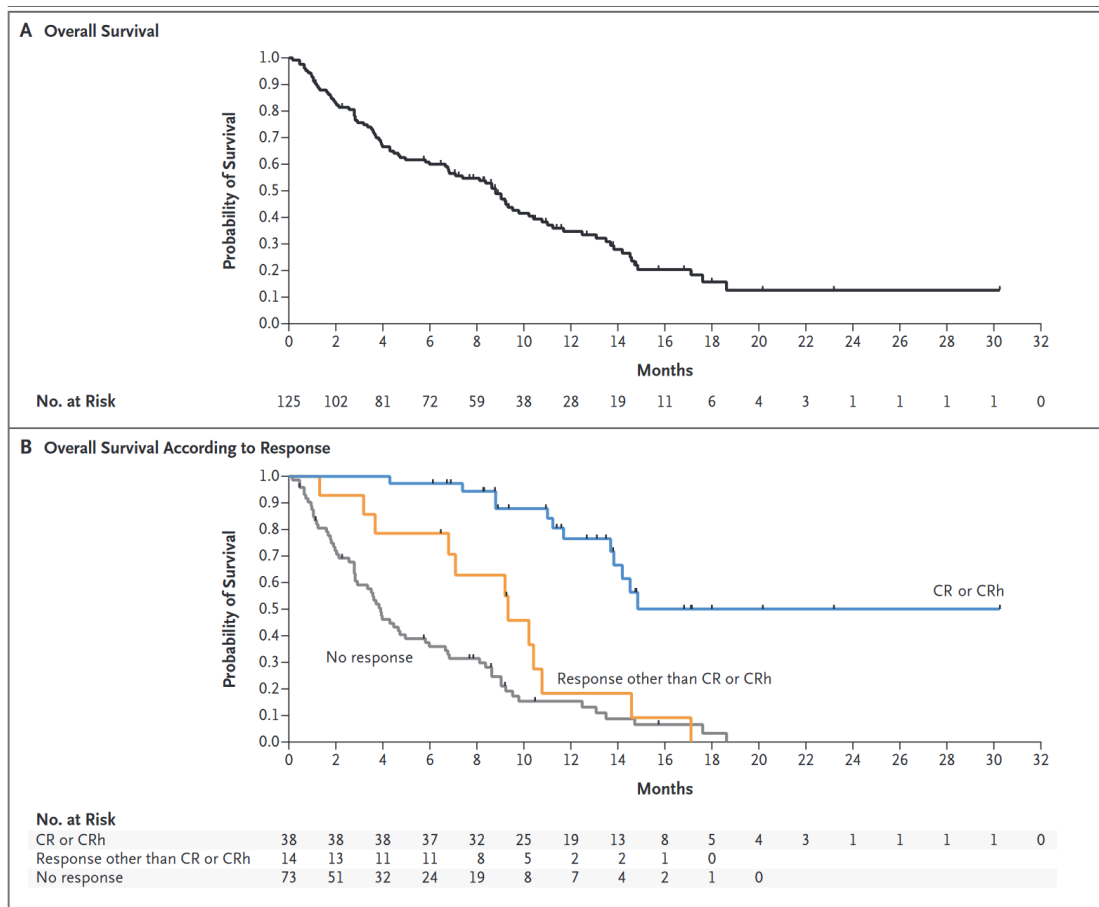 A Overall Survival
Probability of Survival
1.0
0.9
0.8
0.7
0.6
0.5
0.4
0.3
0.2
0.1
0.0
0 2 4 6 8 10 12 14 16 18 20 22 24 26 28 30 32
Months
No. at Risk 125 102 81 72 59 38 28 19 11 6 4 3 1 1 1 1 0
B Overall Survival According to Response
Probability of Survival
1.0
0.9
0.8
0.7
0.6
0.5
0.4
0.3
0.2
0.1
0.0
CR or CRh
No response
Response other than CR or CRh
0 2 4 6 8 10 12 14 16 18 20 22 24 26 28 30 32
Months
No. at Risk
CR or CRh 38 38 38 37 32 25 19 13 8 5 4 3 1 1 1 1 0
Response other than CR or CRh 14 13 11 11 8 5 2 2 1 0
No response 73 51 32 24 19 8 7 4 2 1 0